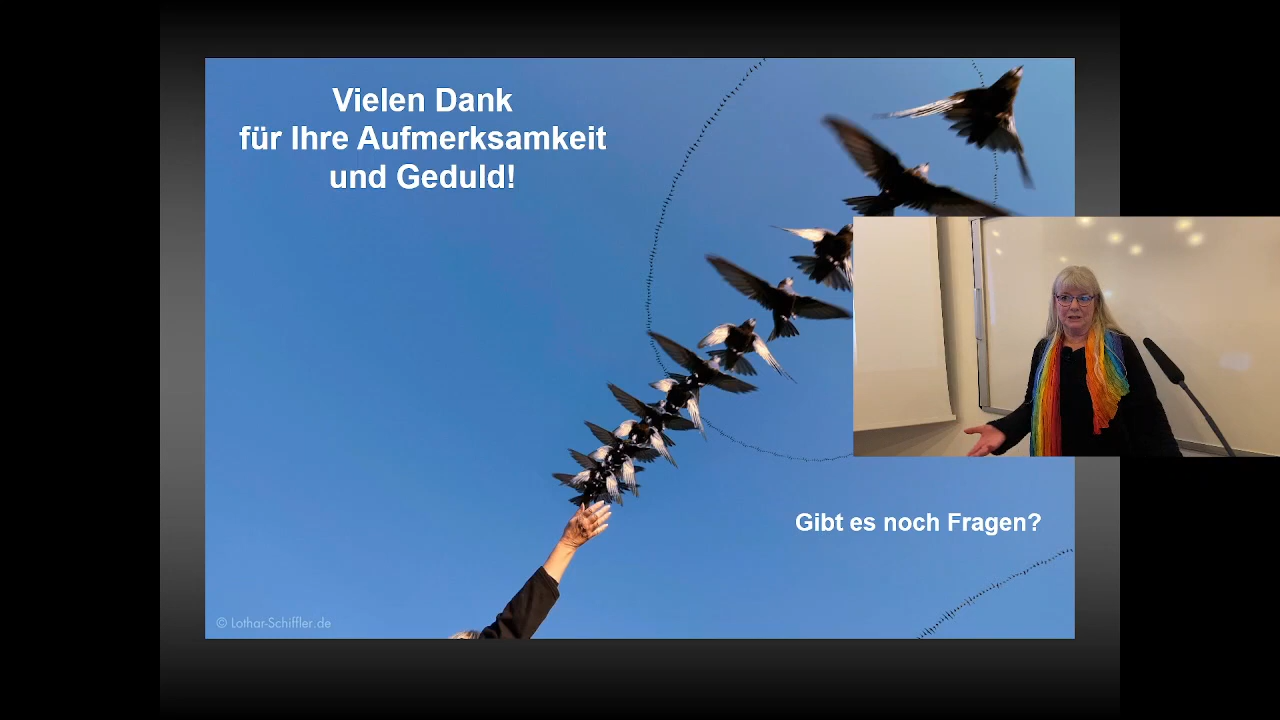 Vielen Dank
für Ihre Aufmerksamkeit
und Geduld!
Gibt es noch Fragen?
© Lothar-Schiffler.de